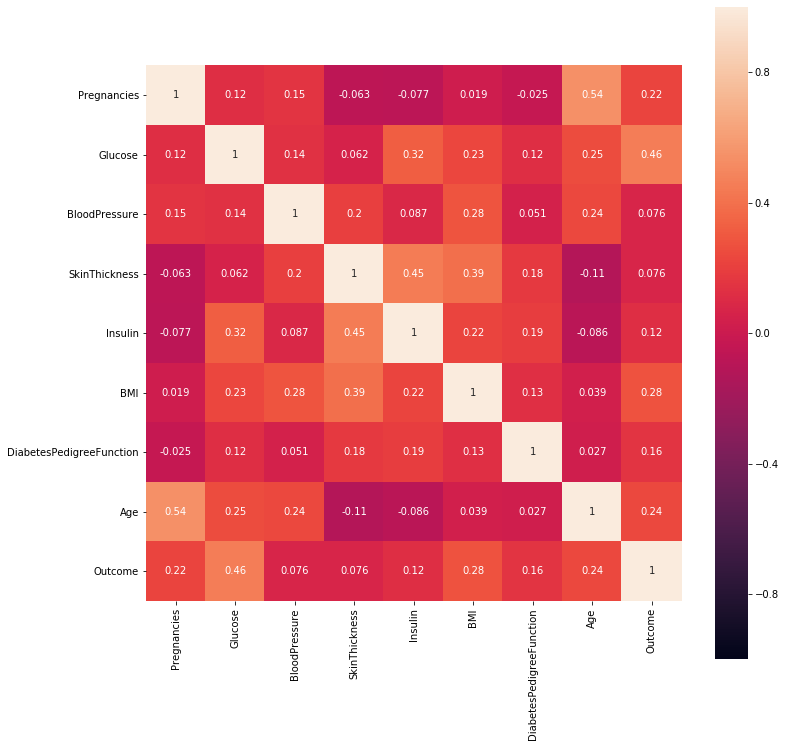 0.8
Pregnancies 1 0.12 0.15 -0.063 -0.077 0.019 -0.025 0.54 0.22
Glucose 0.12 1 0.14 0.062 0.32 0.23 0.12 0.25 0.46
0.4
BloodPressure 0.15 0.14 1 0.2 0.087 0.28 0.051 0.24 0.076
SkinThickness -0.063 0.062 0.2 1 0.45 0.39 0.18 -0.11 0.076
Insulin -0.077 0.32 0.087 0.45 1 0.22 0.19 -0.086 0.12
0.0
BMI 0.019 0.23 0.28 0.39 0.22 1 0.13 0.039 0.28
DiabetesPedigreeFunction -0.025 0.12 0.051 0.18 0.19 0.13 1 0.027 0.16
−0.4
Age 0.54 0.25 0.24 -0.11 -0.086 0.039 0.027 1 0.24
Outcome 0.22 0.46 0.076 0.076 0.12 0.28 0.16 0.24 1
−0.8
Pregnancies
Glucose
BloodPressure
SkinThickness
Insulin
BMI
DiabetesPedigreeFunction
Age
Outcome